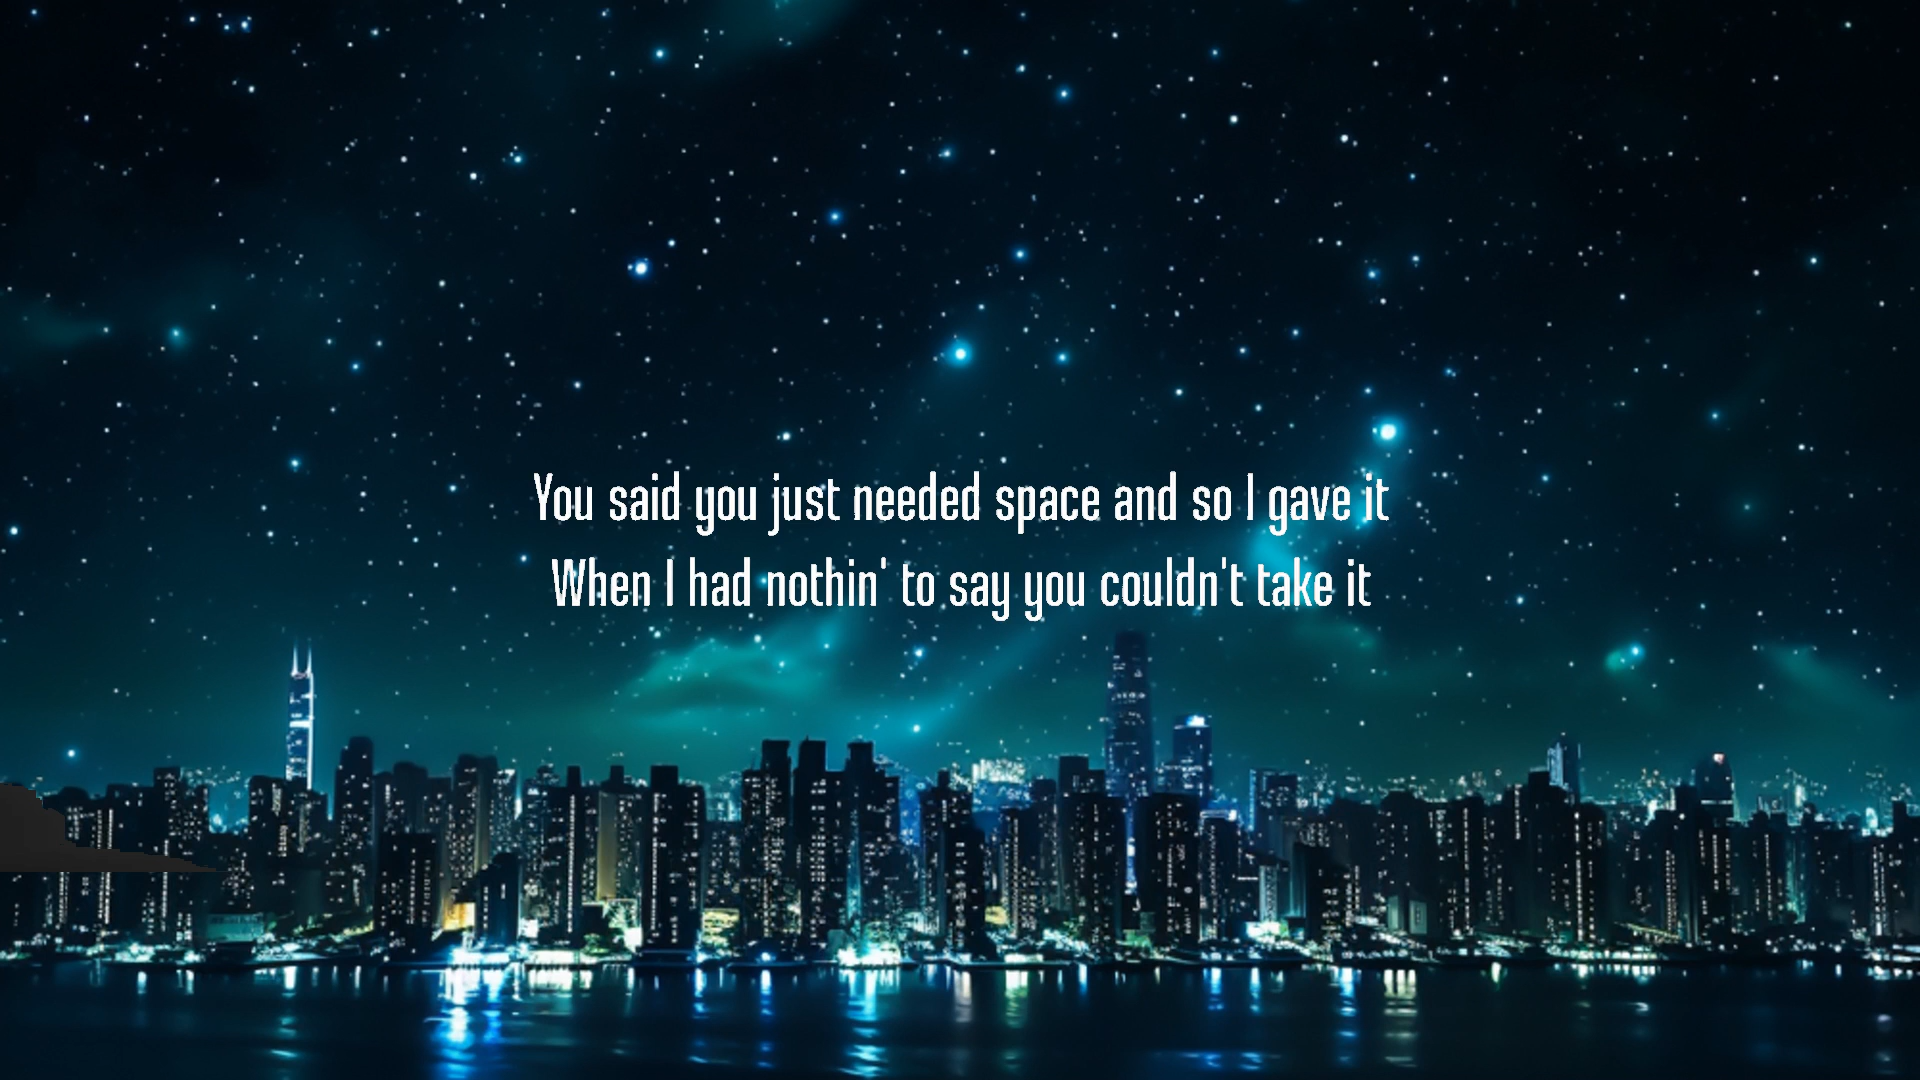 You said you just needed space and so I gave it
When I had nothin' to say you couldn't take it